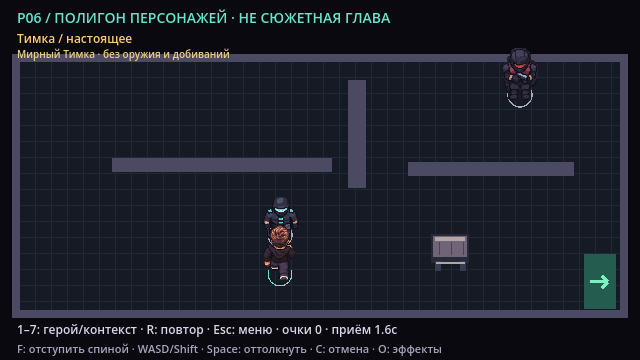 P06 / ПОЛИГОН ПЕРСОНАЖЕЙ · НЕ СЮЖЕТНАЯ ГЛАВА
Тимка / настоящее
Мирный Тимка · без оружия и добиваний
1–7: герой/контекст · R: повтор · Esc: меню · очки 0 · приём 1.6с
F: отступить спиной · WASD/Shift · Space: оттолкнуть · C: отмена · O: эффекты